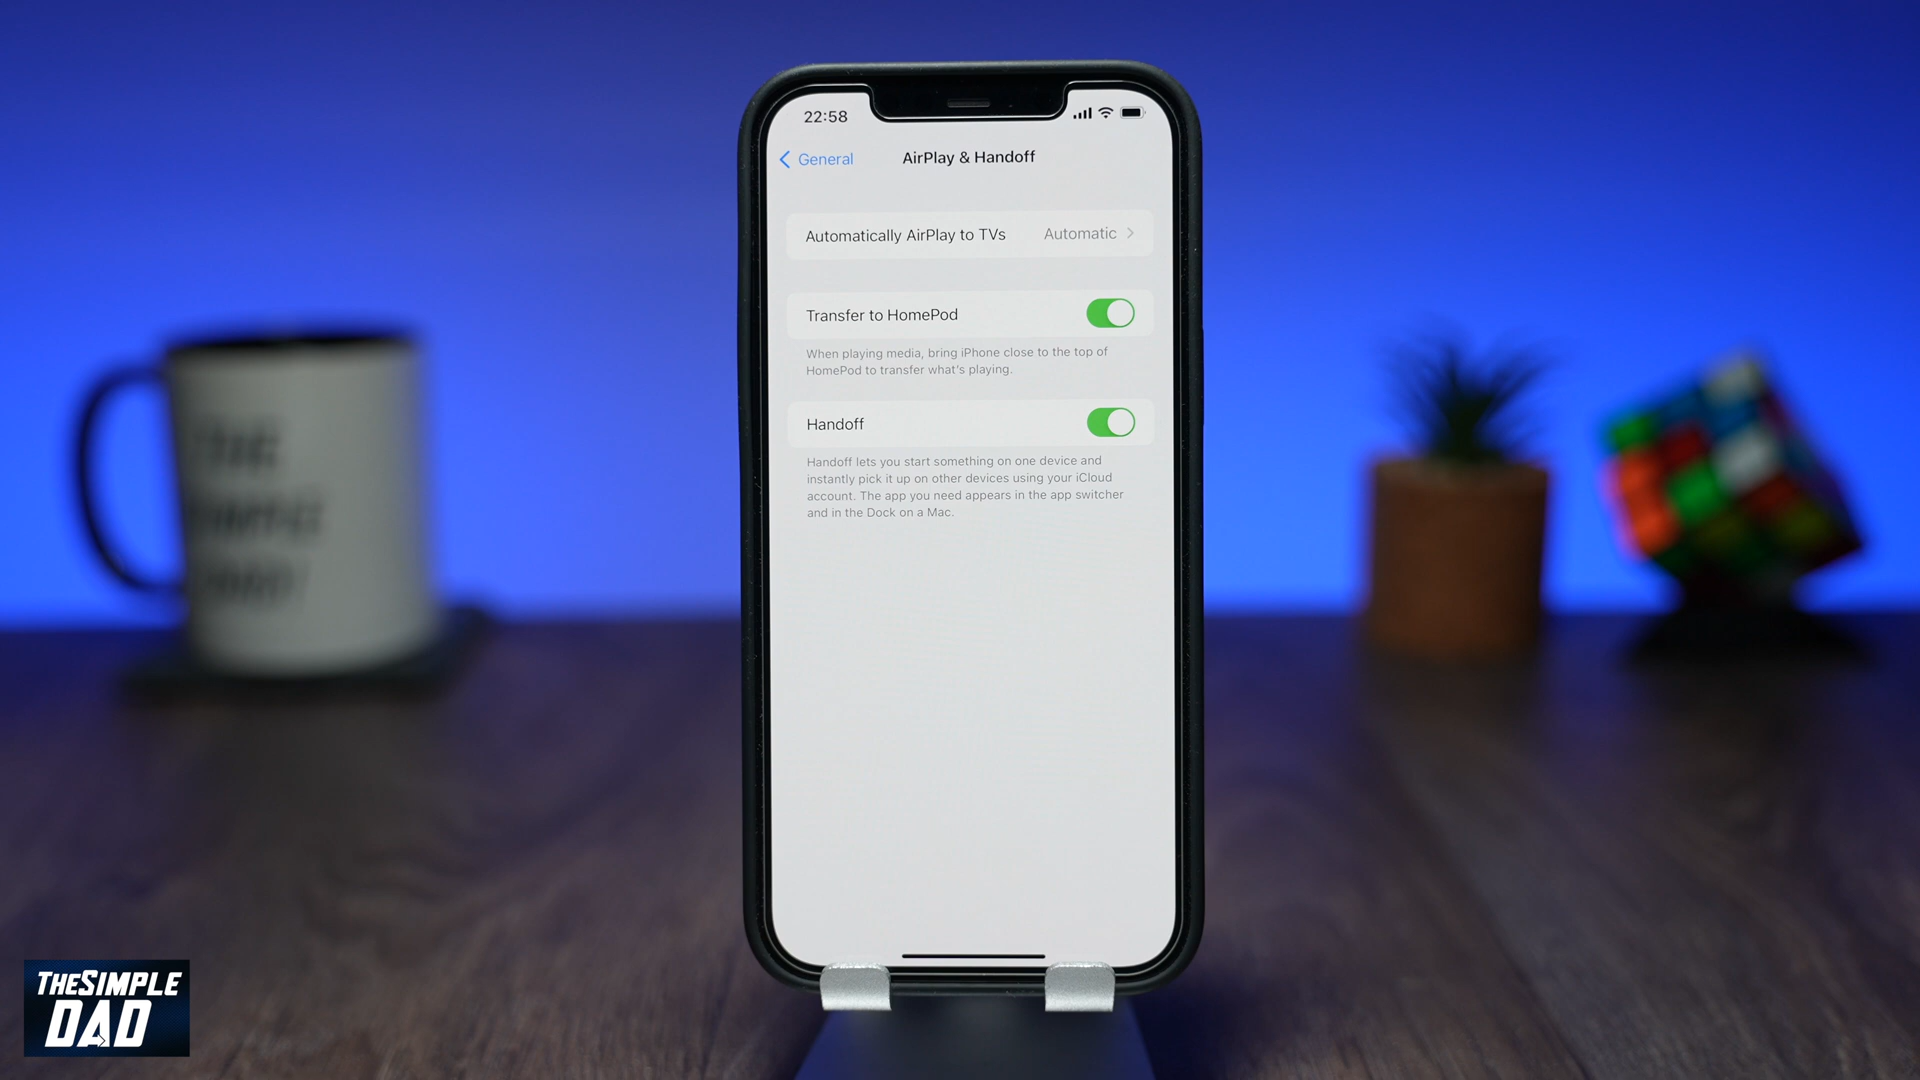 22:58
General
AirPlay & Handoff
Automatically AirPlay to TVs Automatic
Transfer to HomePod
When playing media, bring iPhone close to the top of
HomePod to transfer what's playing.
Handoff
Handoff lets you start something on one device and
instantly pick it up on other devices using your iCloud
account. The app you need appears in the app switcher
and in the Dock on a Mac.
THE
SIMPLE
DAD
THESIMPLE
DAD